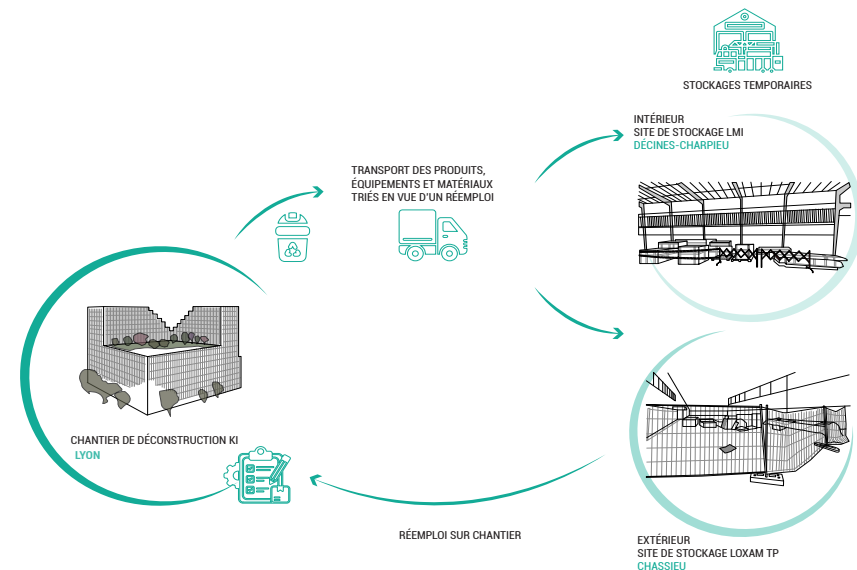 STOCKAGES TEMPORAIRES
INTÉRIEUR
SITE DE STOCKAGE LMI
DÉCINES-CHARPIEU
TRANSPORT DES PRODUITS,
ÉQUIPEMENTS ET MATÉRIAUX
TRIÉS EN VUE D'UN RÉEMPLOI
CHANTIER DE DÉCONSTRUCTION KI
LYON
RÉEMPLOI SUR CHANTIER
EXTÉRIEUR
SITE DE STOCKAGE LOXAM TP
CHASSIEU